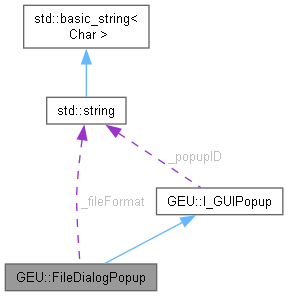 std::basic_string<
Char >
std::string
_popupID
_fileFormat
GEU::I_GUIPopup
GEU::FileDialogPopup